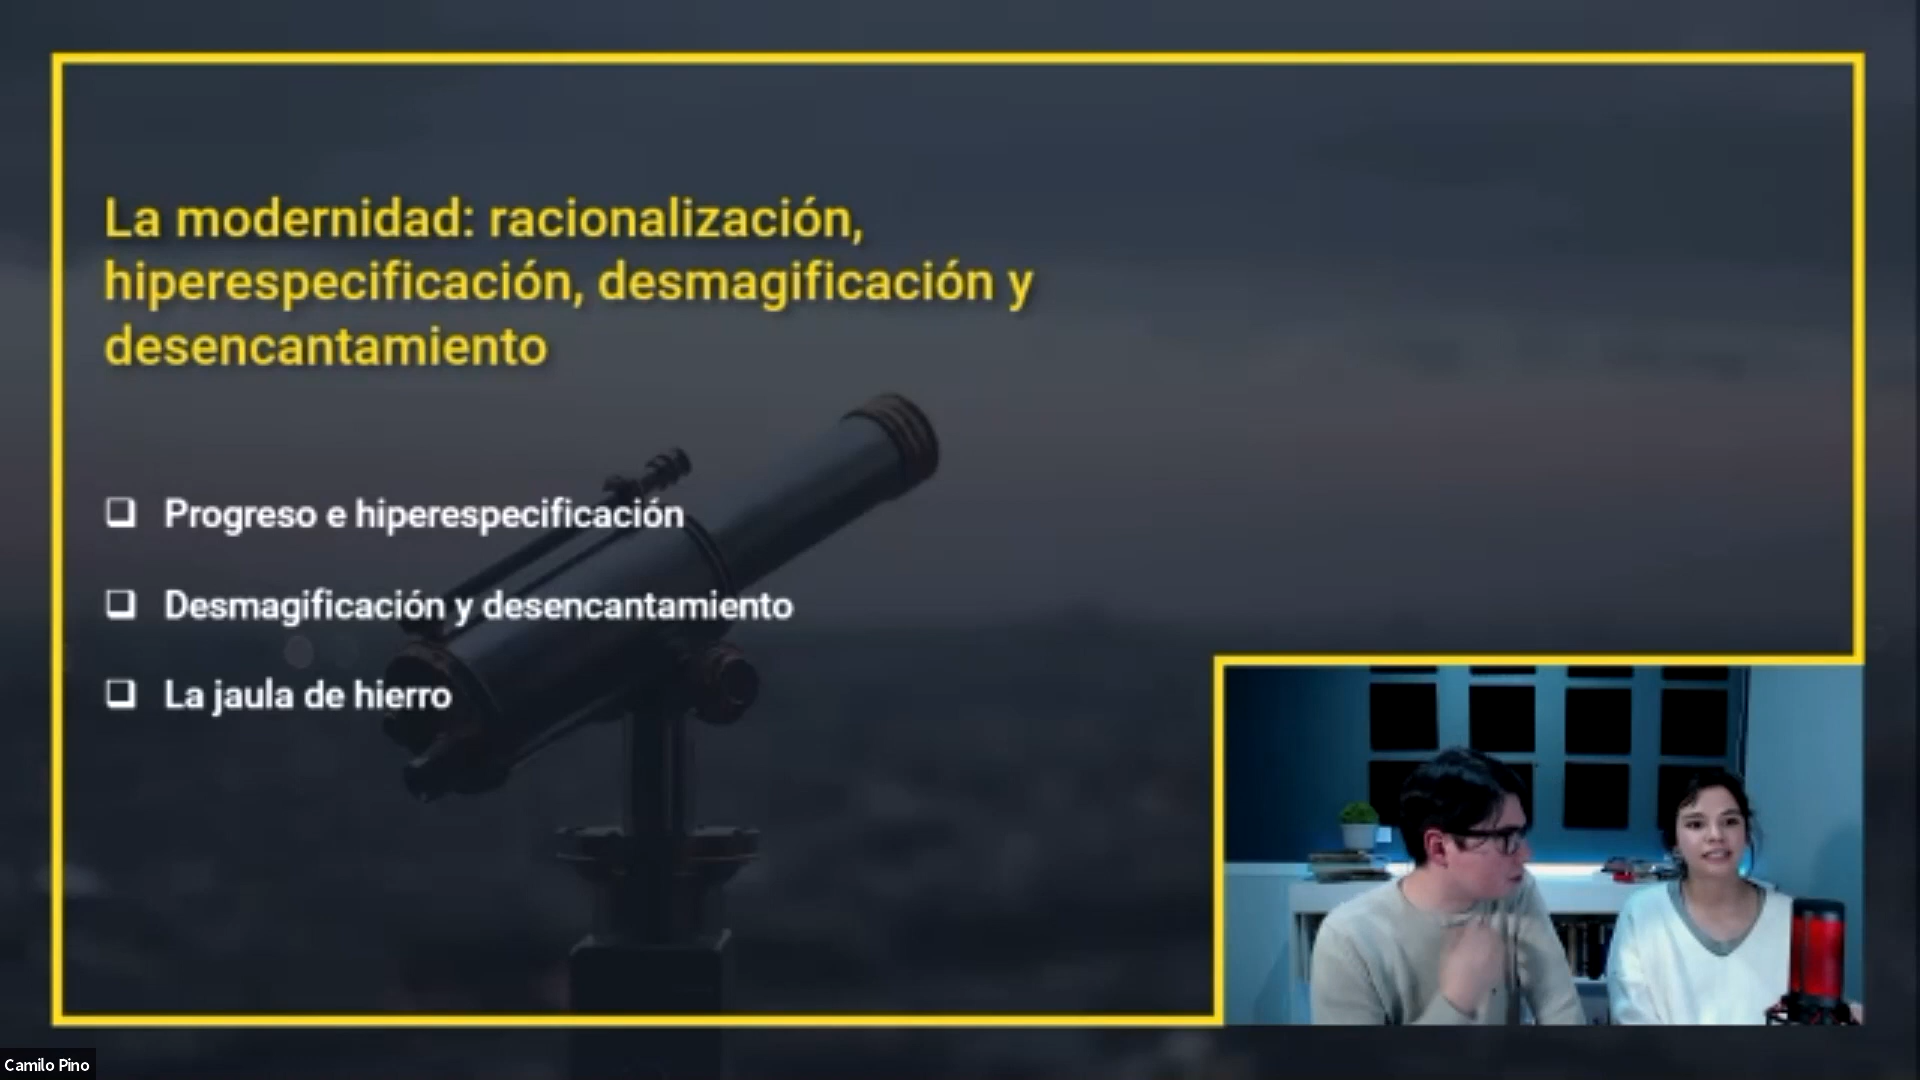 La modernidad: racionalización,
hiperespecificación, desmagificación y
desencantamiento
Progreso e hiperespecificación
Desmagificación y desencantamiento
La jaula de hierro
Camilo Pino